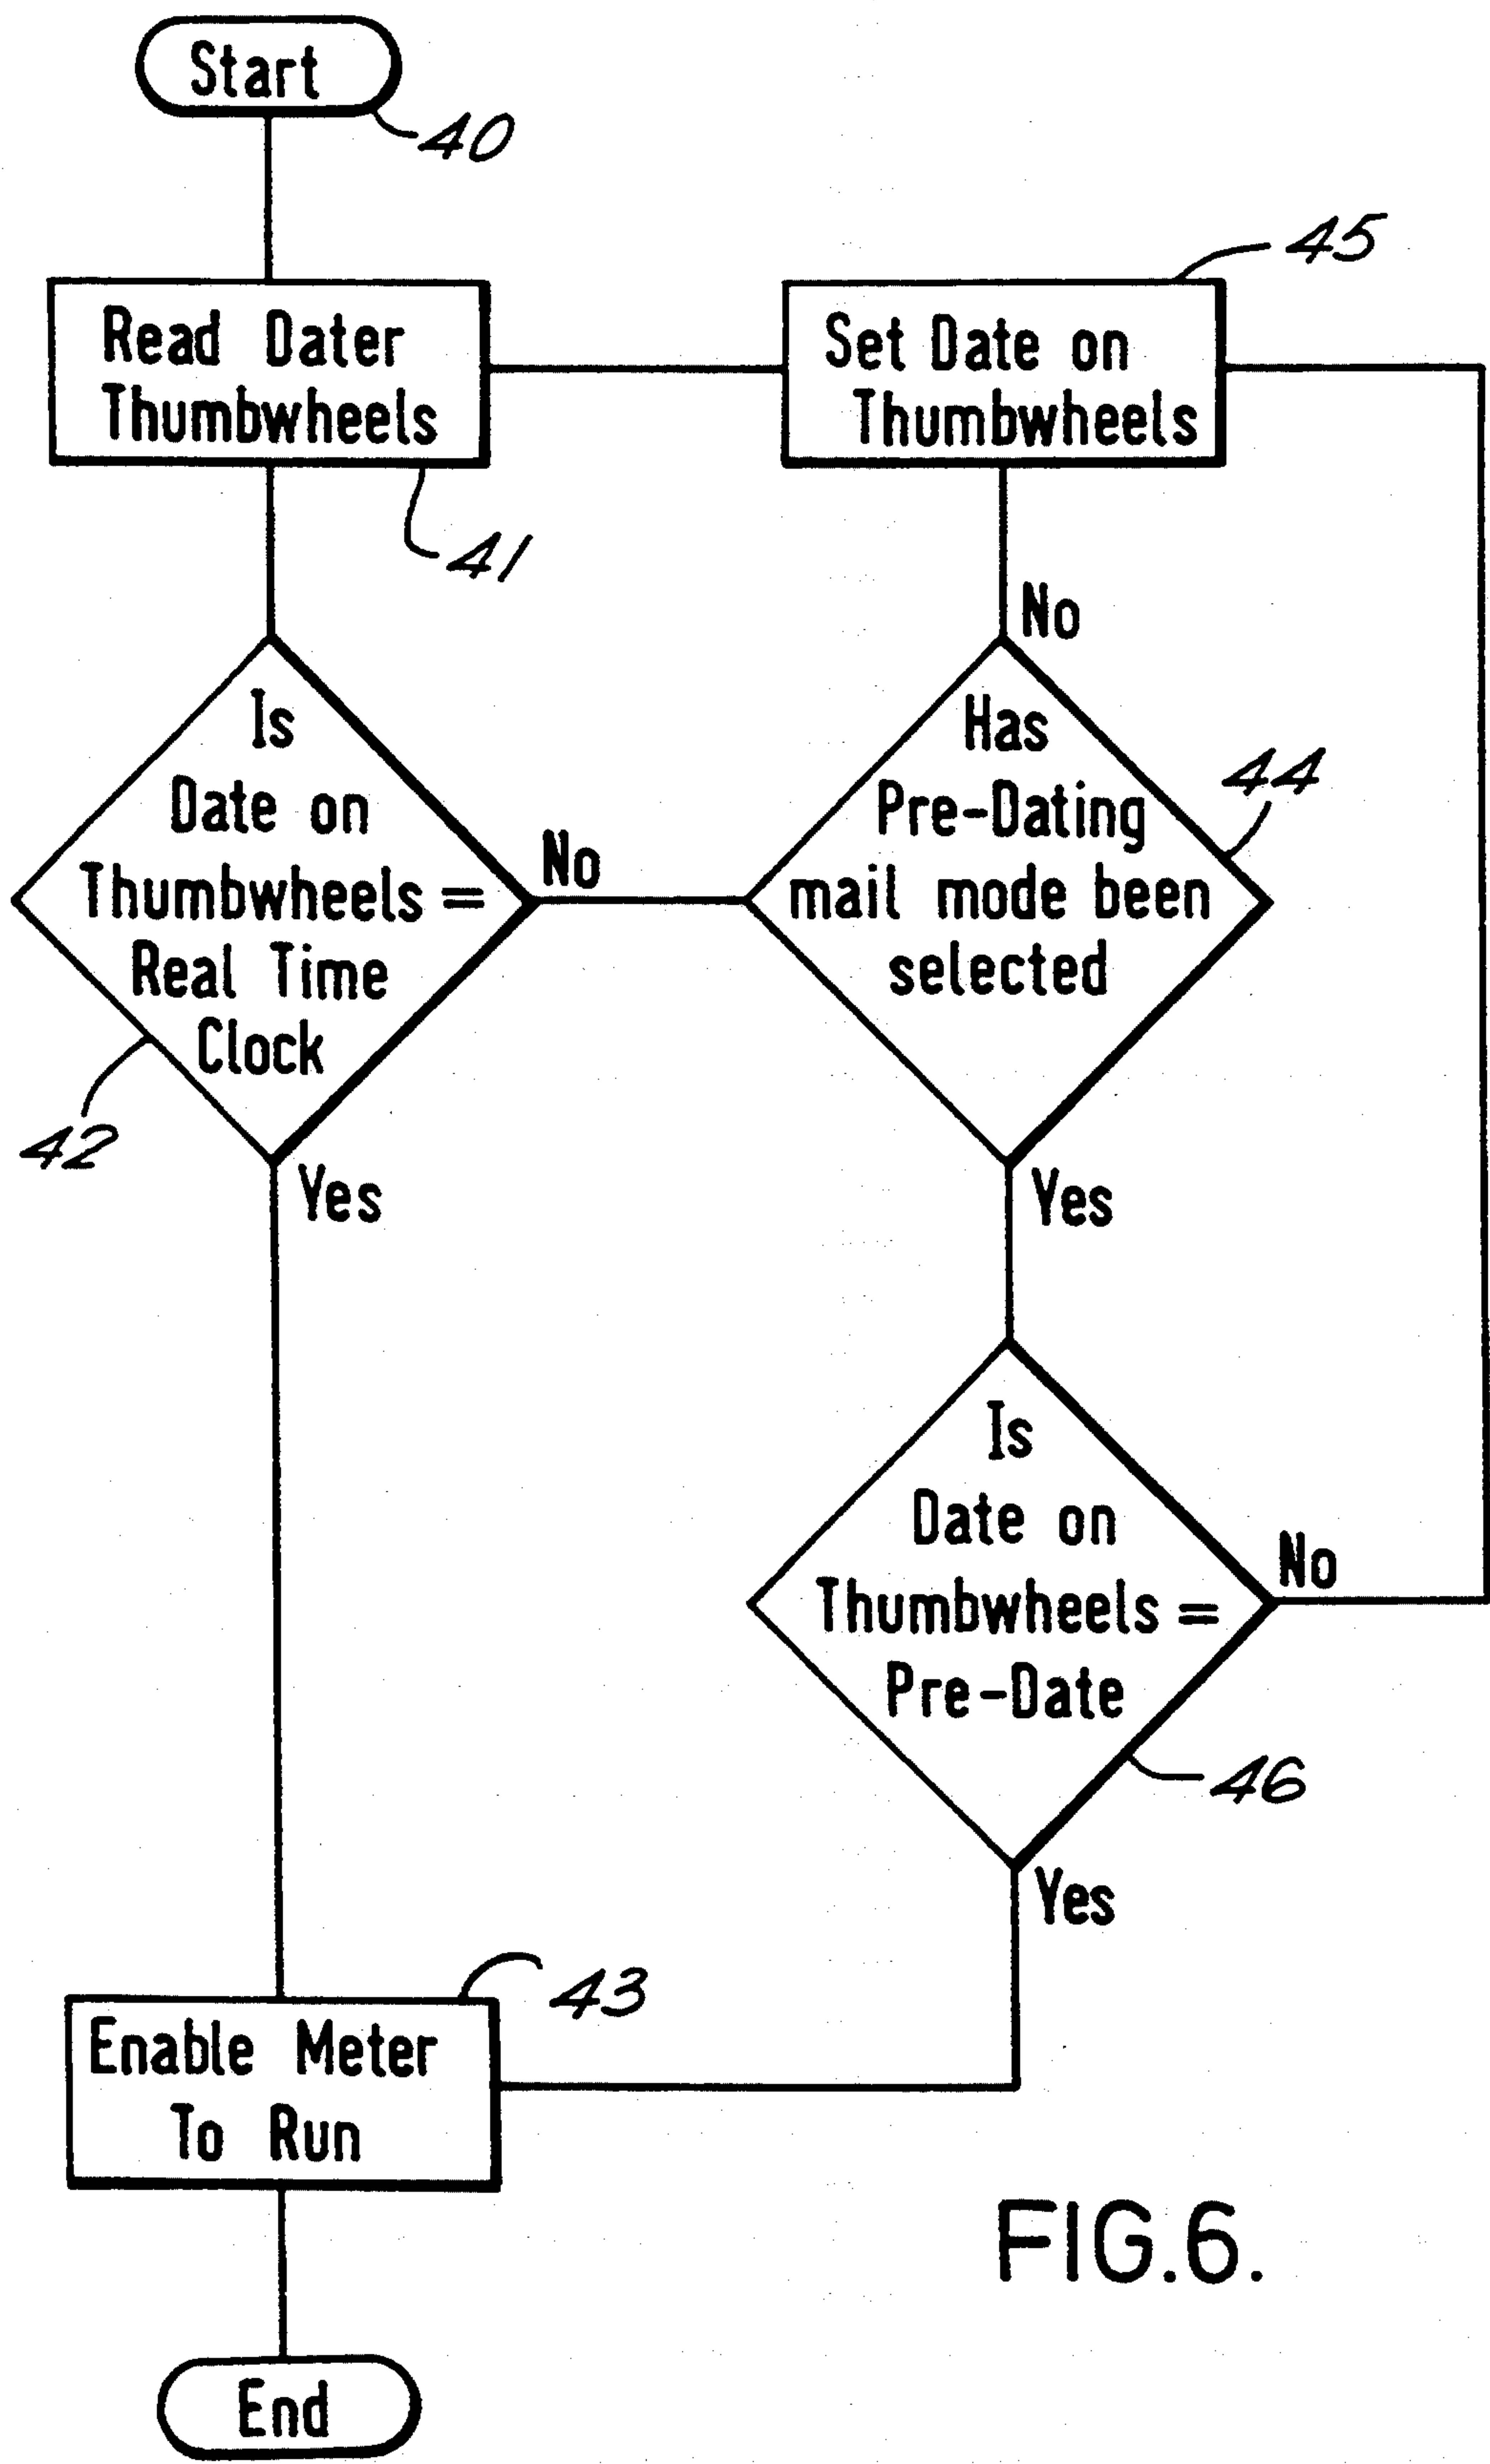 Start
40
Read Dater
Thumbwheels
41
Set Date on
Thumbwheels
45
Is
Date on
Thumbwheels =
Real Time
Clock
42
No
Yes
No
Has
Pre-Dating
mail mode been
selected
44
Yes
Is
Date on
Thumbwheels =
Pre-Date
46
No
Yes
Enable Meter
To Run
43
End
FIG.6.